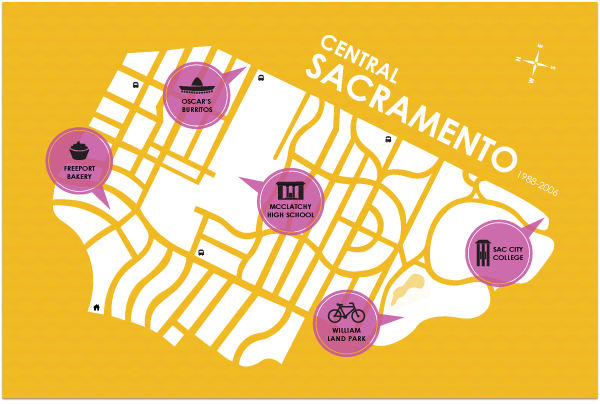 CENTRAL
SACRAMENTO
1988-2006
OSCAR'S
BURRITOS
FREEPORT
BAKERY
MCCLATCHY
HIGH SCHOOL
SAC CITY
COLLEGE
WILLIAM
LAND PARK